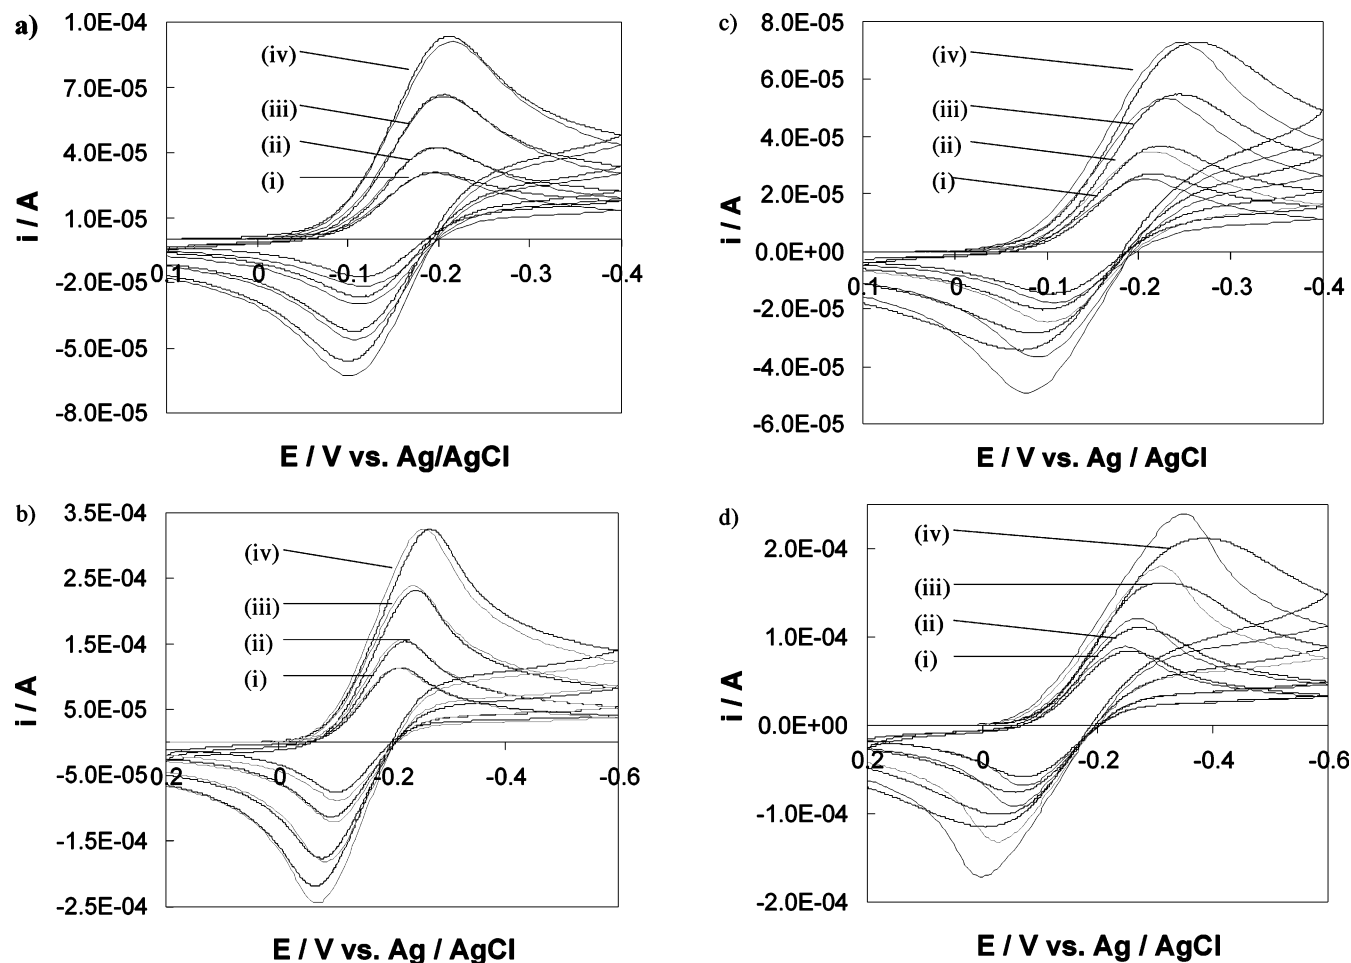 a)
1.0E-04
7.0E-05
4.0E-05
1.0E-05
-2.0E-05
-5.0E-05
-8.0E-05
(iv)
(iii)
(ii)
(i)
0.1
0
-0.1
-0.2
-0.3
-0.4
i / A
E / V vs. Ag/AgCl
c)
8.0E-05
6.0E-05
4.0E-05
2.0E-05
0.0E+00
-2.0E-05
-4.0E-05
-6.0E-05
(iv)
(iii)
(ii)
(i)
0.1
0
-0.1
-0.2
-0.3
-0.4
i / A
E / V vs. Ag / AgCl
b)
3.5E-04
2.5E-04
1.5E-04
5.0E-05
-5.0E-05
-1.5E-04
-2.5E-04
(iv)
(iii)
(ii)
(i)
0.2
0
-0.2
-0.4
-0.6
i / A
E / V vs. Ag / AgCl
d)
2.0E-04
1.0E-04
0.0E+00
-1.0E-04
-2.0E-04
(iv)
(iii)
(ii)
(i)
0.2
0
-0.2
-0.4
-0.6
i / A
E / V vs. Ag / AgCl